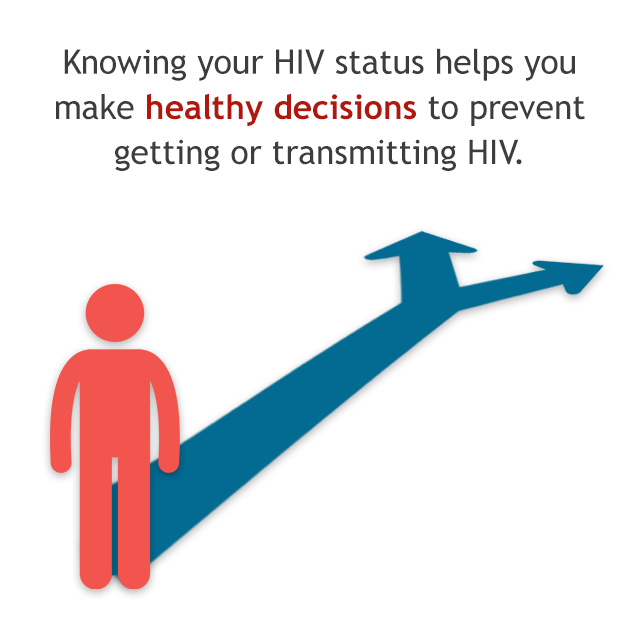 Knowing your HIV status helps you
make healthy decisions to prevent
getting or transmitting HIV.